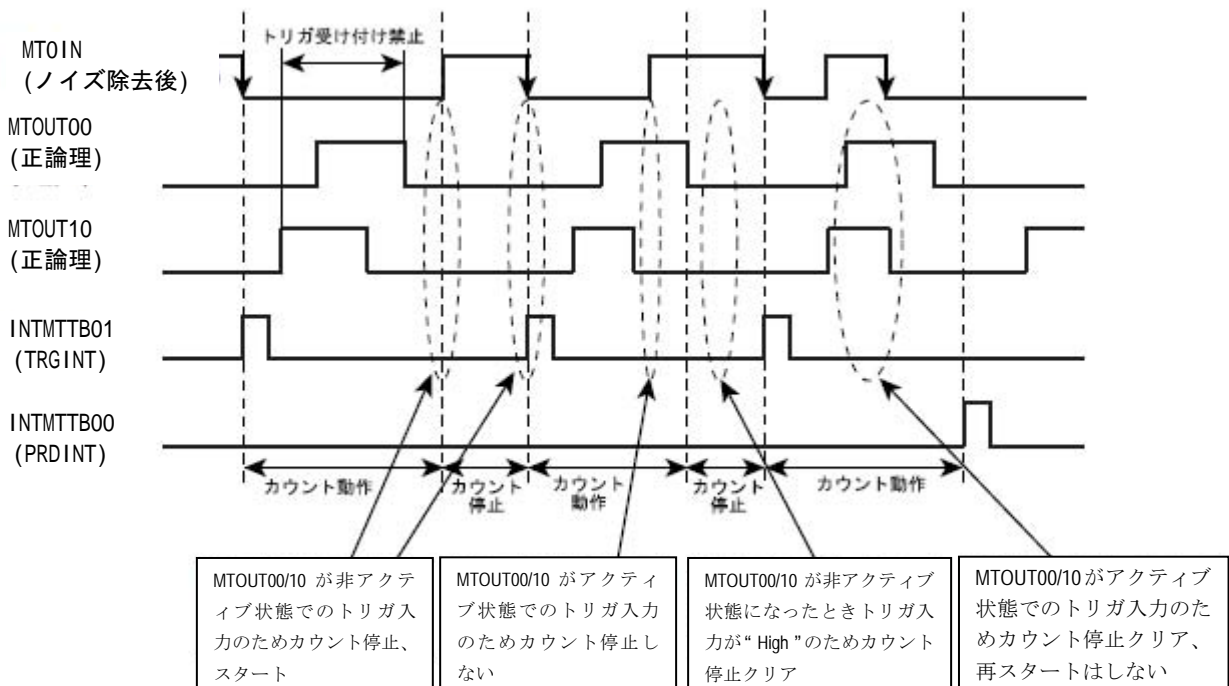 トリガ受け付け禁止
MT0IN
(ノイズ除去後)
MTOUT00
(正論理)
MTOUT10
(正論理)
INTMTTB01
(TRGINT)
INTMTTB00
(PRDINT)
カウント動作
カウント
停止
カウント
動作
カウント
停止
カウント動作
MTOUT00/10 が非アクテ
ィブ状態でのトリガ入
力のためカウント停止、
スタート
MTOUT00/10 がアクティ
ブ状態でのトリガ入力
のためカウント停止し
ない
MTOUT00/10 が非アクティブ
状態になったときトリガ入
力が“ High ”のためカウント
停止クリア
MTOUT00/10 がアクティブ
状態でのトリガ入力のた
めカウント停止クリア、
再スタートはしない